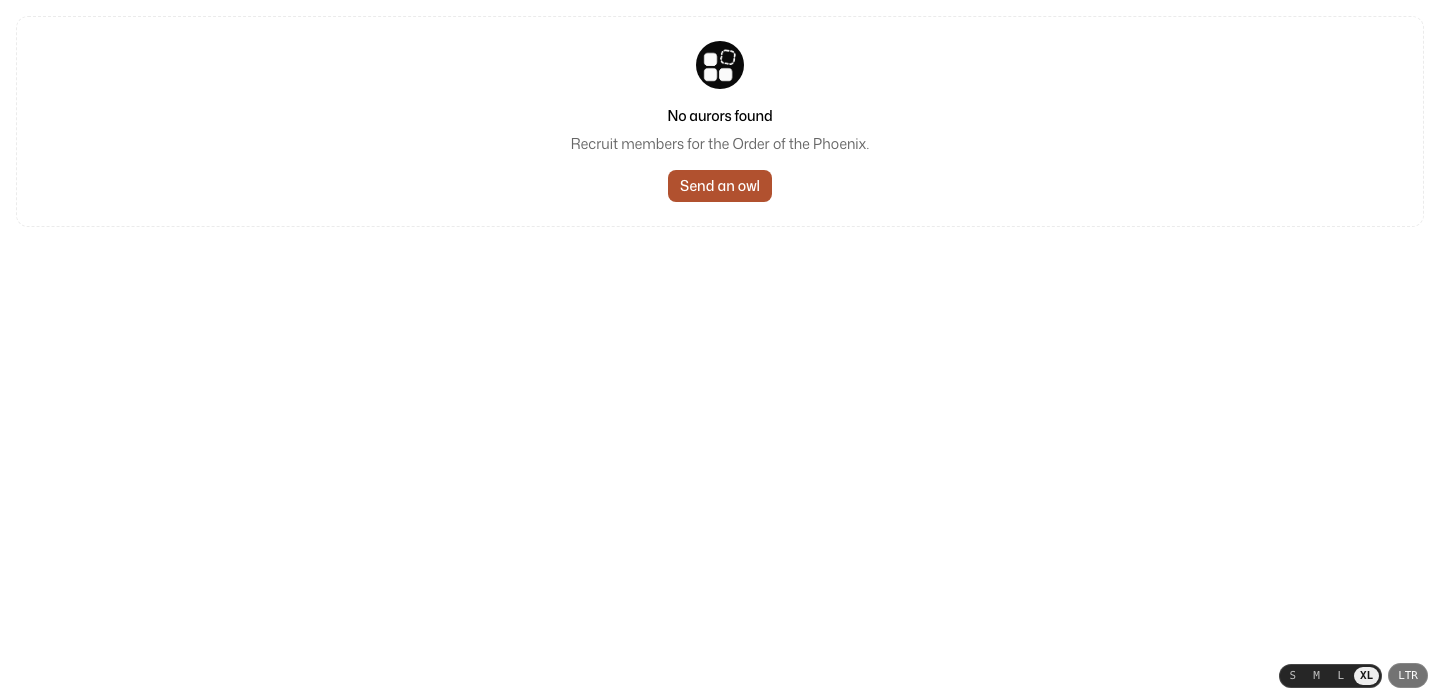 No aurors found
Recruit members for the Order of the Phoenix.
Send an owl
S M L XL LTR